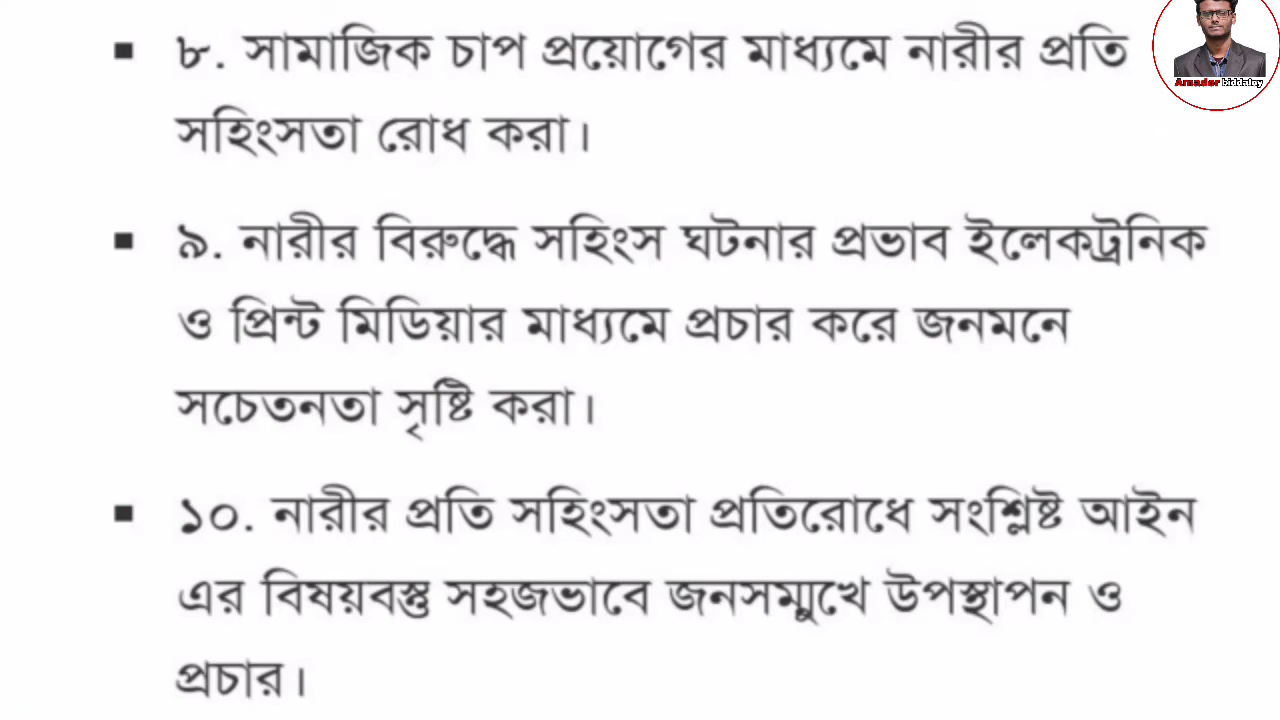 ৮. সামাজিক চাপ প্রয়োগের মাধ্যমে নারীর প্রতি
সহিংসতা রোধ করা।
৯. নারীর বিরুদ্ধে সহিংস ঘটনার প্রভাব ইলেকট্রনিক
ও প্রিন্ট মিডিয়ার মাধ্যমে প্রচার করে জনমনে
সচেতনতা সৃষ্টি করা।
১০. নারীর প্রতি সহিংসতা প্রতিরোধে সংশ্লিষ্ট আইন
এর বিষয়বস্তু সহজভাবে জনসম্মুখে উপস্থাপন ও
প্রচার।
biddaloy